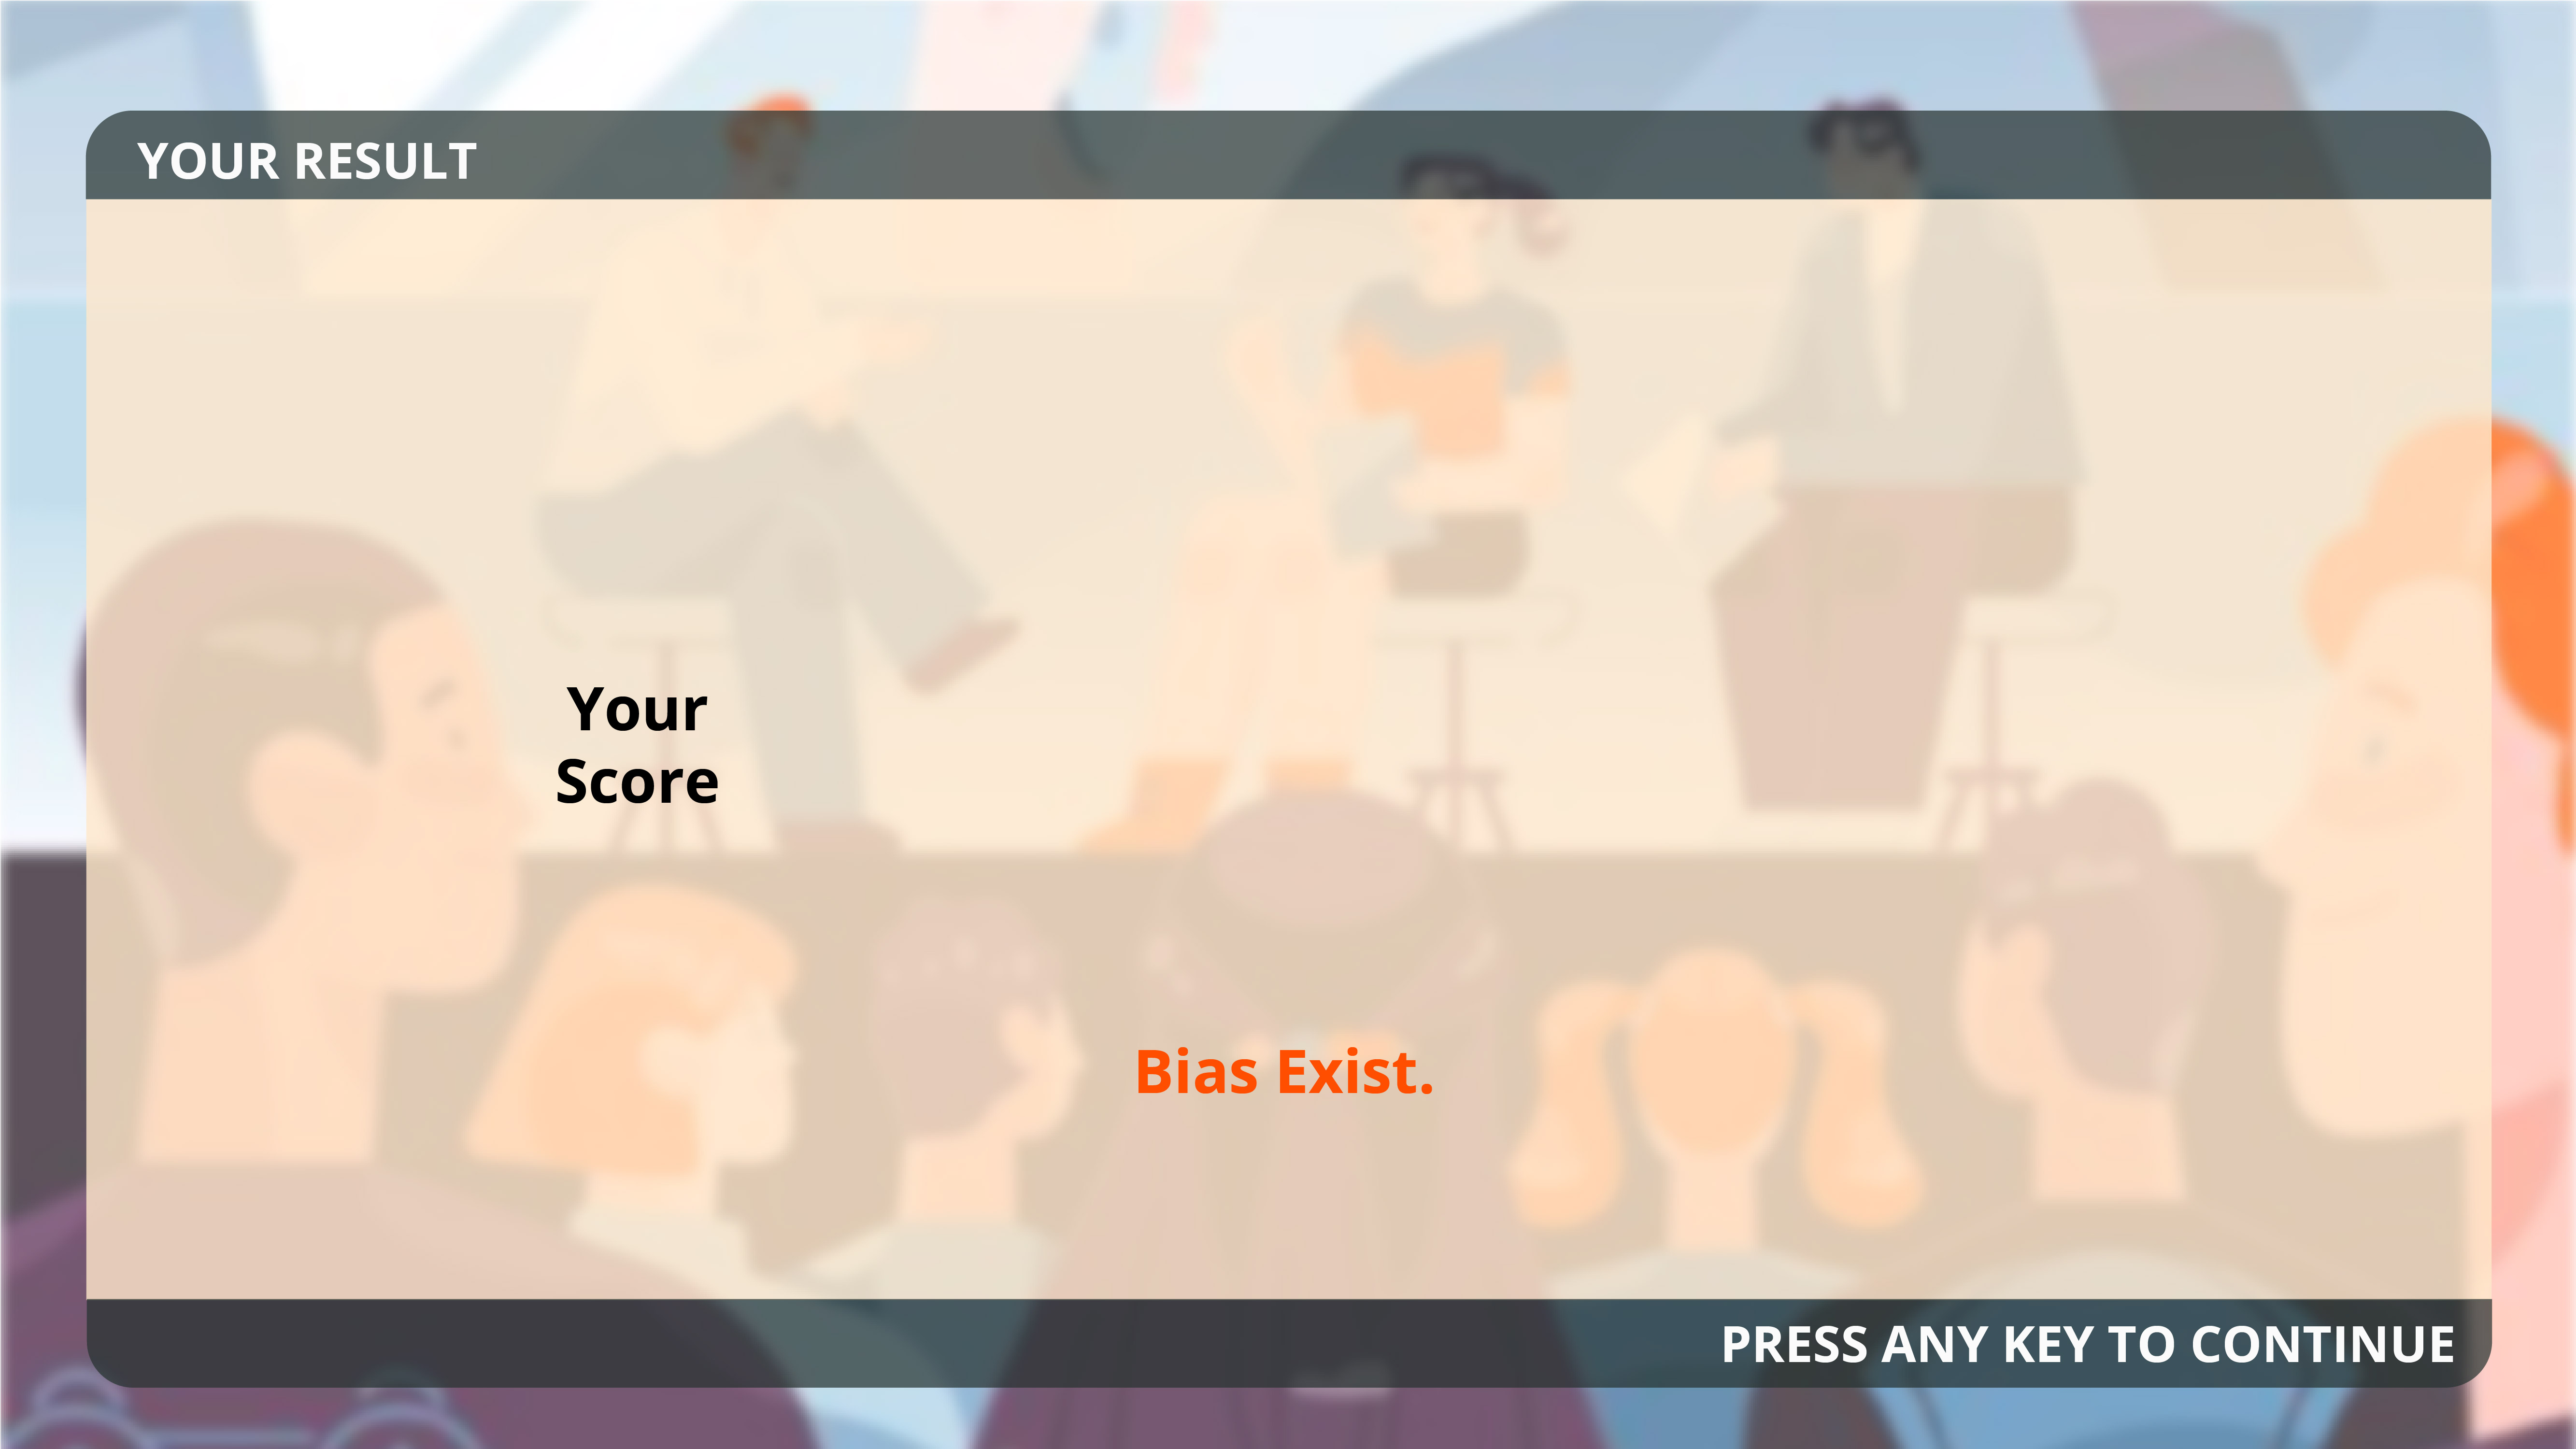 YOUR RESULT
Your
Score
Bias Exist.
PRESS ANY KEY TO CONTINUE